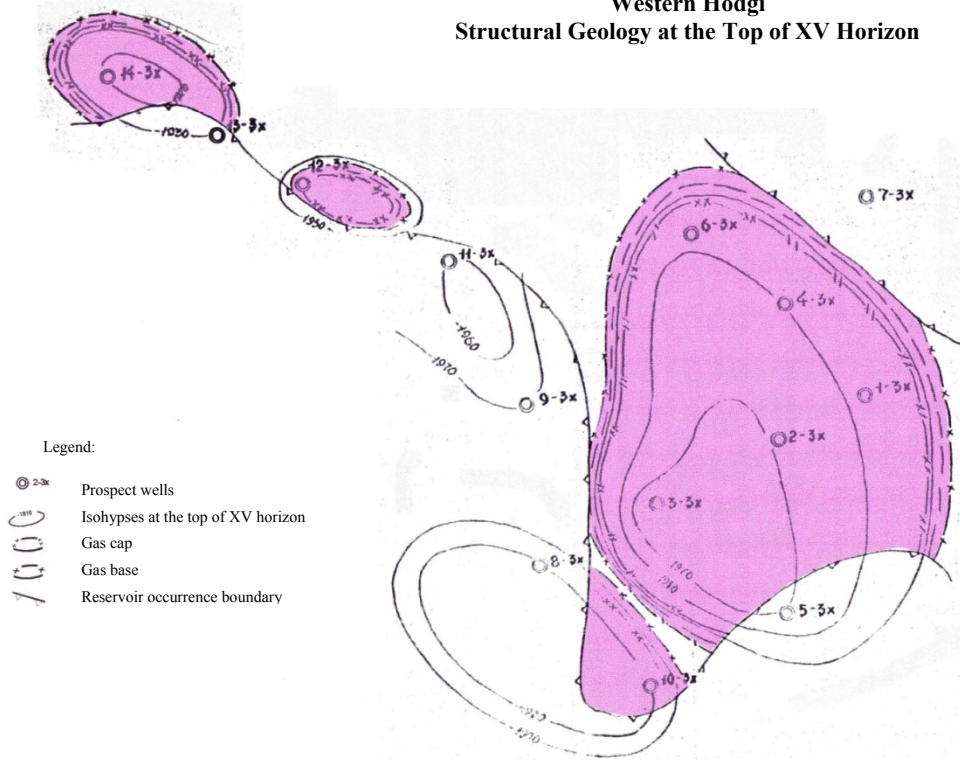 Western Hodgi
Structural Geology at the Top of XV Horizon
14-3x
-1930
12-3x
-1950
7-3x
6-3x
11-3x
4-3x
-1960
-1970
1-3x
9-3x
2-3x
3-3x
8-3x
5-3x
10-3x
Legend:
2-3x
Prospect wells
Isohypses at the top of XV horizon
Gas cap
Gas base
Reservoir occurrence boundary